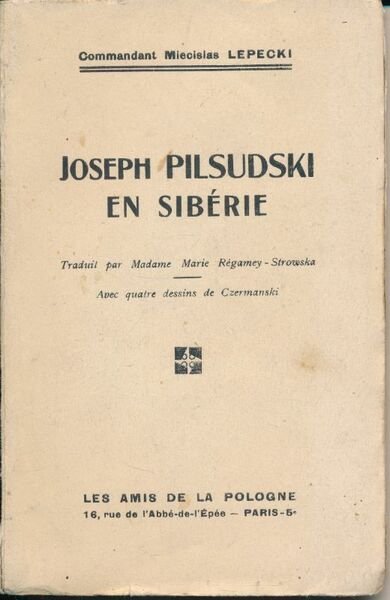 Commandant Miecislas LEPECKI
JOSEPH PILSUDSKI
EN SIBÉRIE
Traduit par Madame Marie Régamey-Strowska
Avec quatre dessins de Czermanski
LES AMIS DE LA POLOGNE
16, rue de l'Abbé-de-l'Épée — PARIS-5e